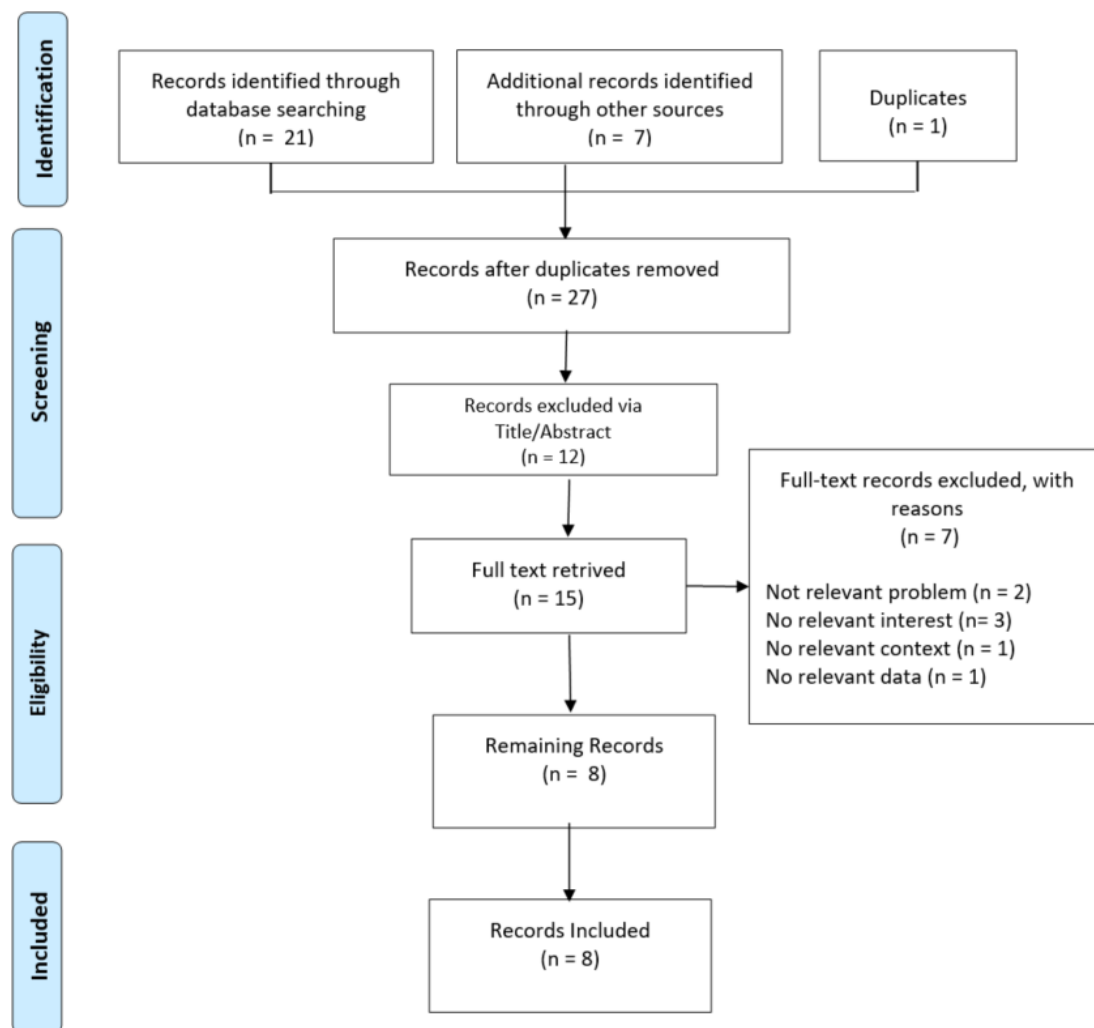 Identification
Records identified through
database searching
(n =  21)
Additional records identified
through other sources
(n =  7)
Duplicates
(n = 1)
Screening
Records after duplicates removed
(n = 27)
Records excluded via
Title/Abstract
(n = 12)
Eligibility
Full text retrived
(n = 15)
Full-text records excluded, with
reasons
(n = 7)
Not relevant problem (n = 2)
No relevant interest (n= 3)
No relevant context (n = 1)
No relevant data (n = 1)
Remaining Records
(n =  8)
Included
Records Included
(n = 8)